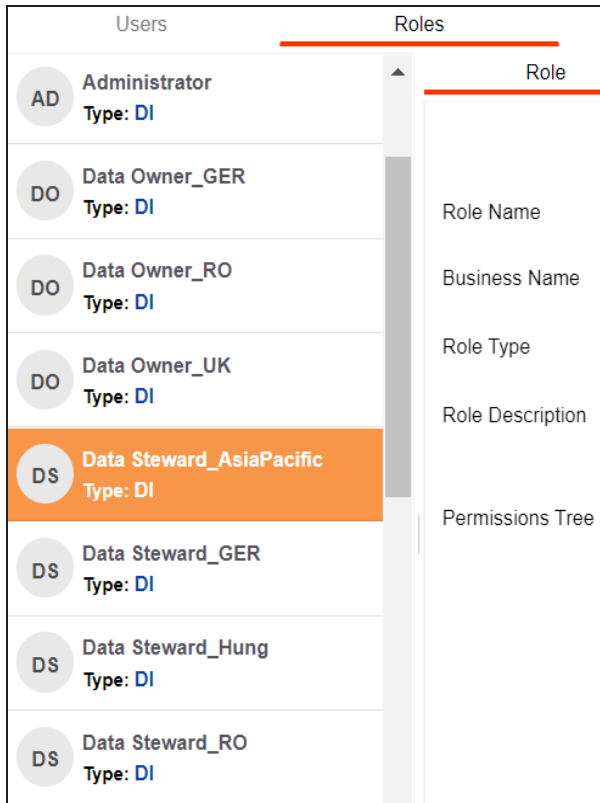 Users
Roles
AD
Administrator
Type: DI
DO
Data Owner_GER
Type: DI
DO
Data Owner_RO
Type: DI
DO
Data Owner_UK
Type: DI
DS
Data Steward_AsiaPacific
Type: DI
DS
Data Steward_GER
Type: DI
DS
Data Steward_Hung
Type: DI
DS
Data Steward_RO
Type: DI
Role
Role Name
Business Name
Role Type
Role Description
Permissions Tree